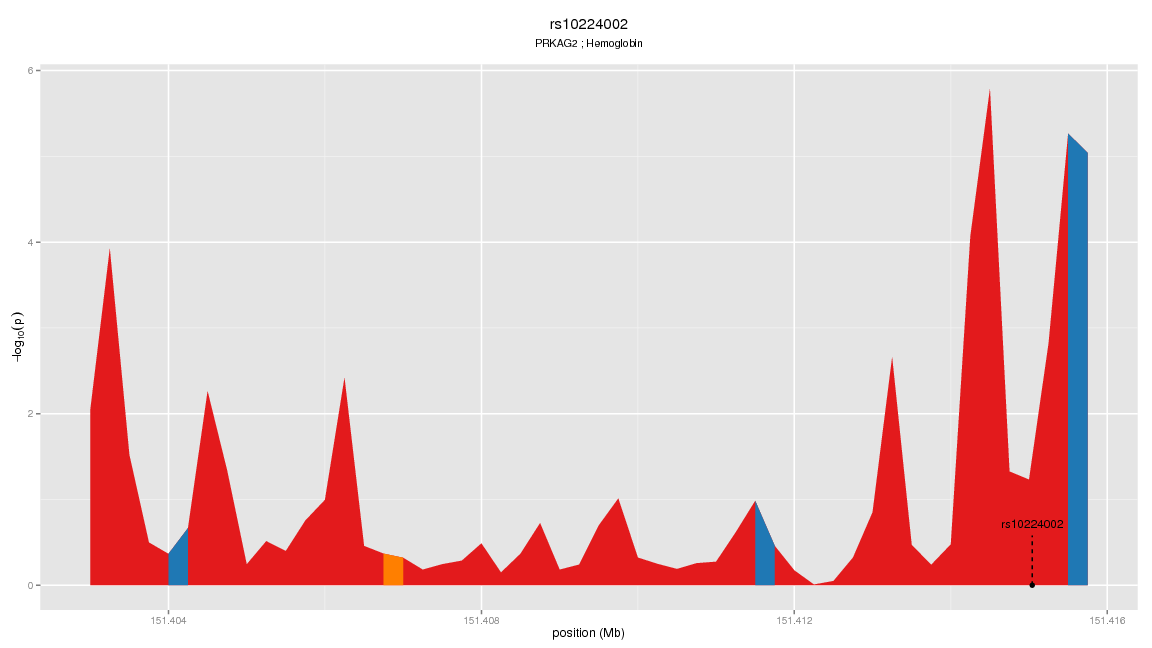 rs10224002
PRKAG2 ; Hemoglobin
6
4
2
0
−log10(p)
rs10224002
151.404
151.408
151.412
151.416
position (Mb)